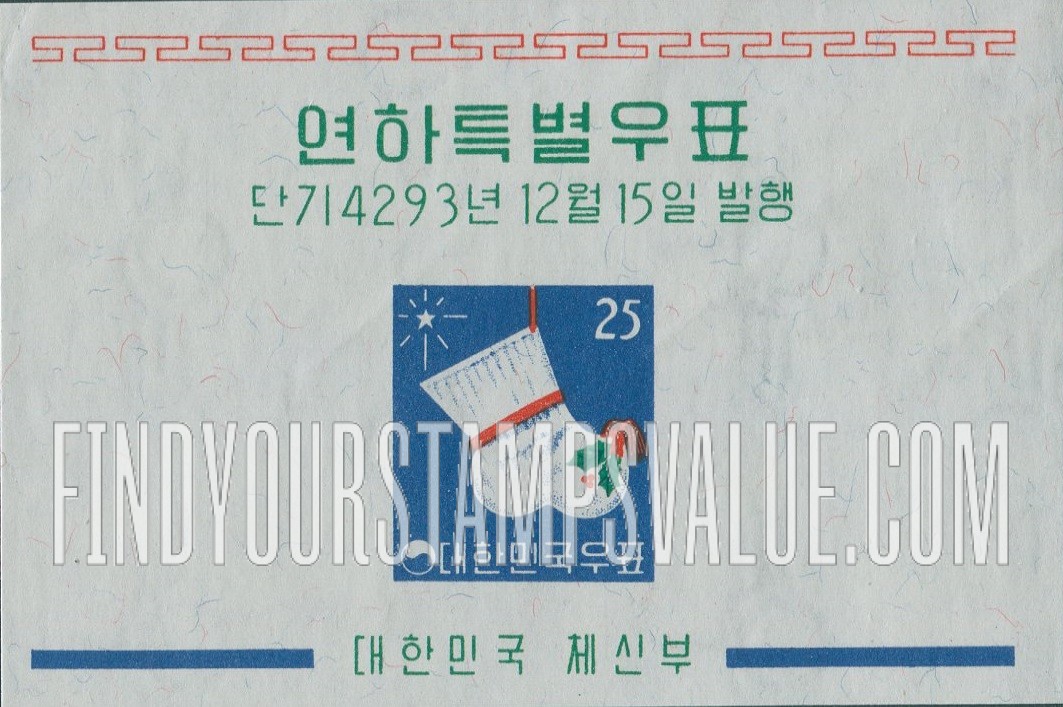 연하특별우표
단기4293년 12월 15일 발행
25
대한민국우표
FINDYOURSTAMPSVALUE.COM
대한민국 체신부